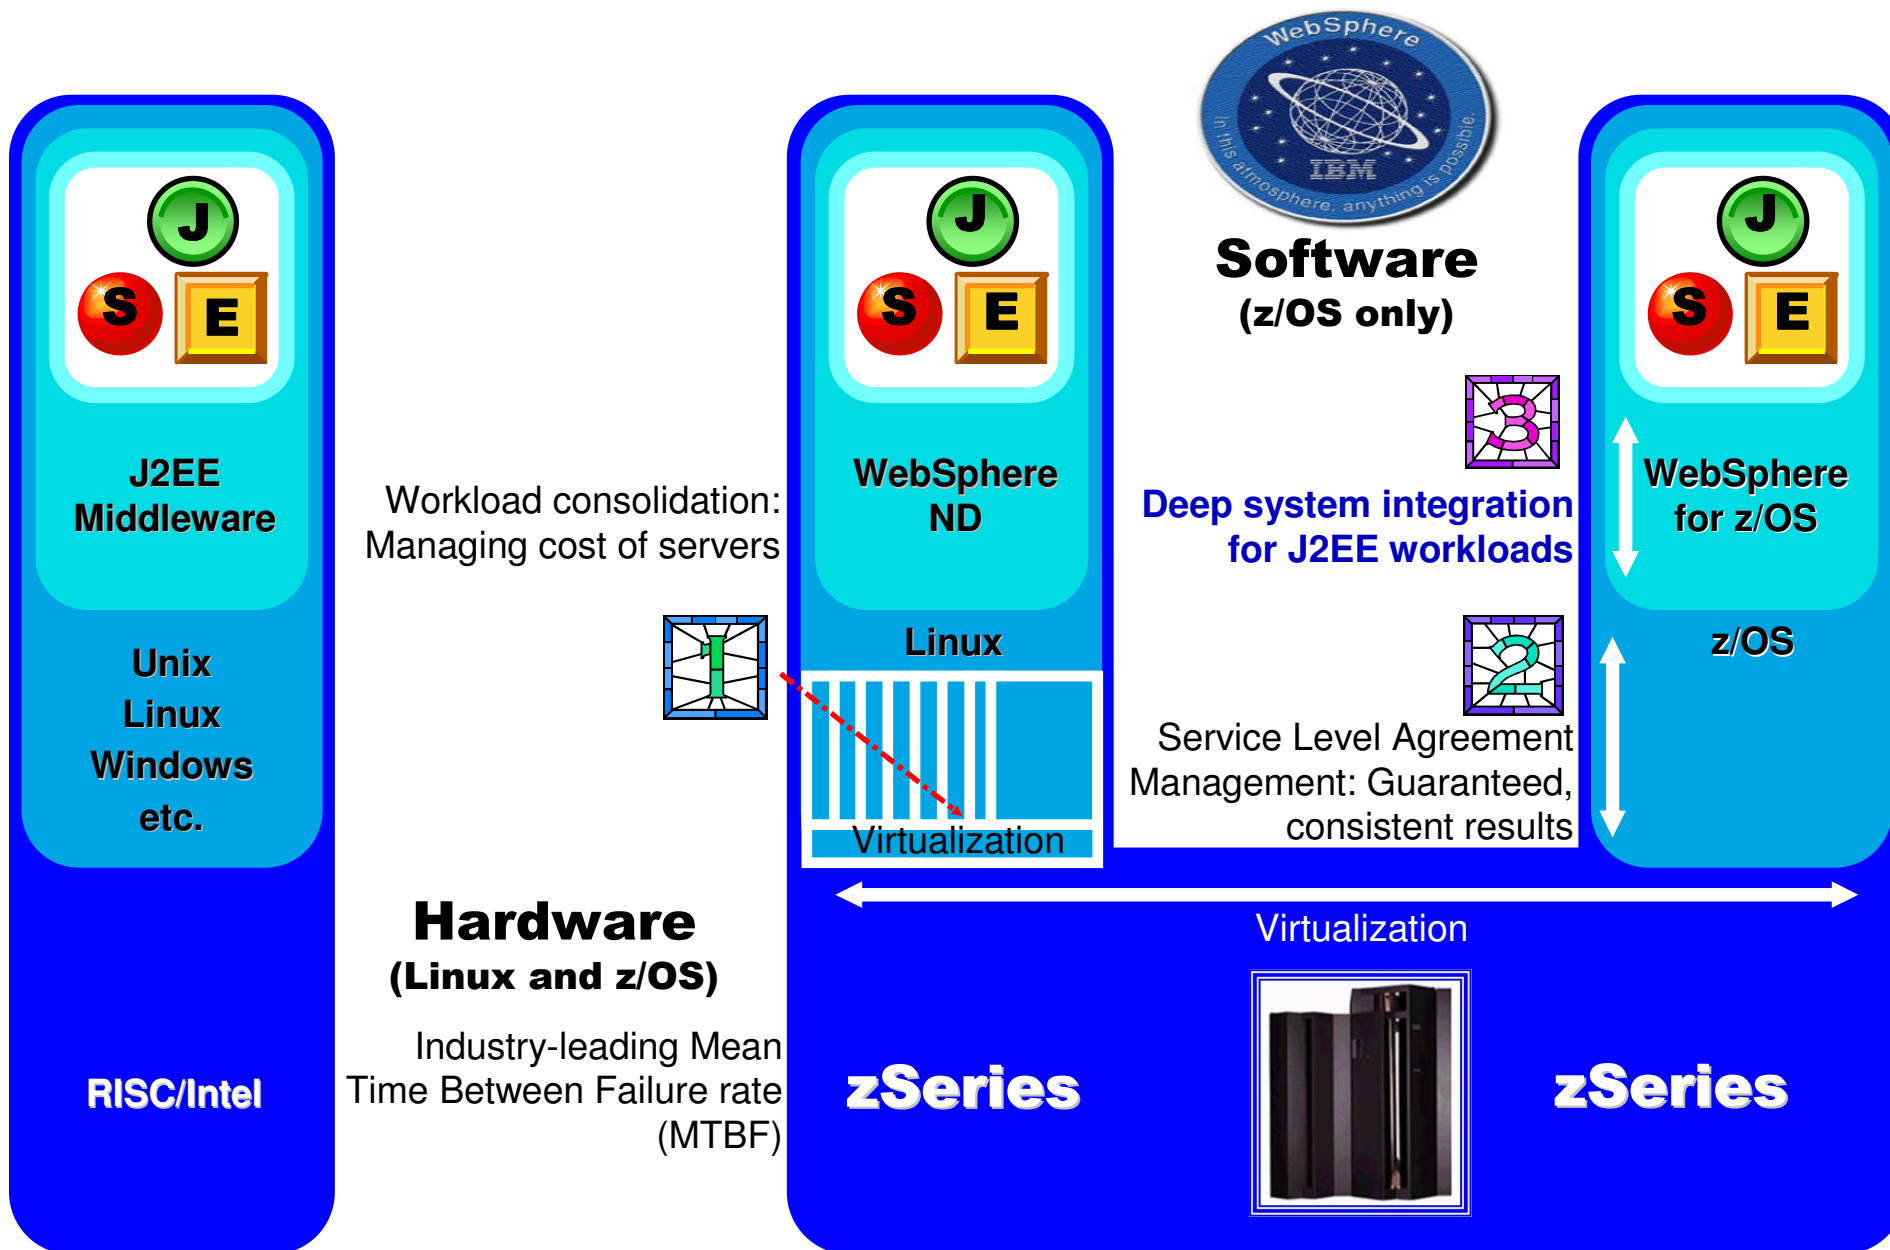 WebSphere
IBM
In this atmosphere, anything is possible.
J
S E
J2EE
Middleware
Unix
Linux
Windows
etc.
RISC/Intel
Workload consolidation:
Managing cost of servers
1
Hardware
(Linux and z/OS)
Industry-leading Mean
Time Between Failure rate
(MTBF)
J
S E
WebSphere
ND
Linux
Virtualization
zSeries
Software
(z/OS only)
3
Deep system integration
for J2EE workloads
2
Service Level Agreement
Management: Guaranteed,
consistent results
Virtualization
J
S E
WebSphere
for z/OS
z/OS
zSeries